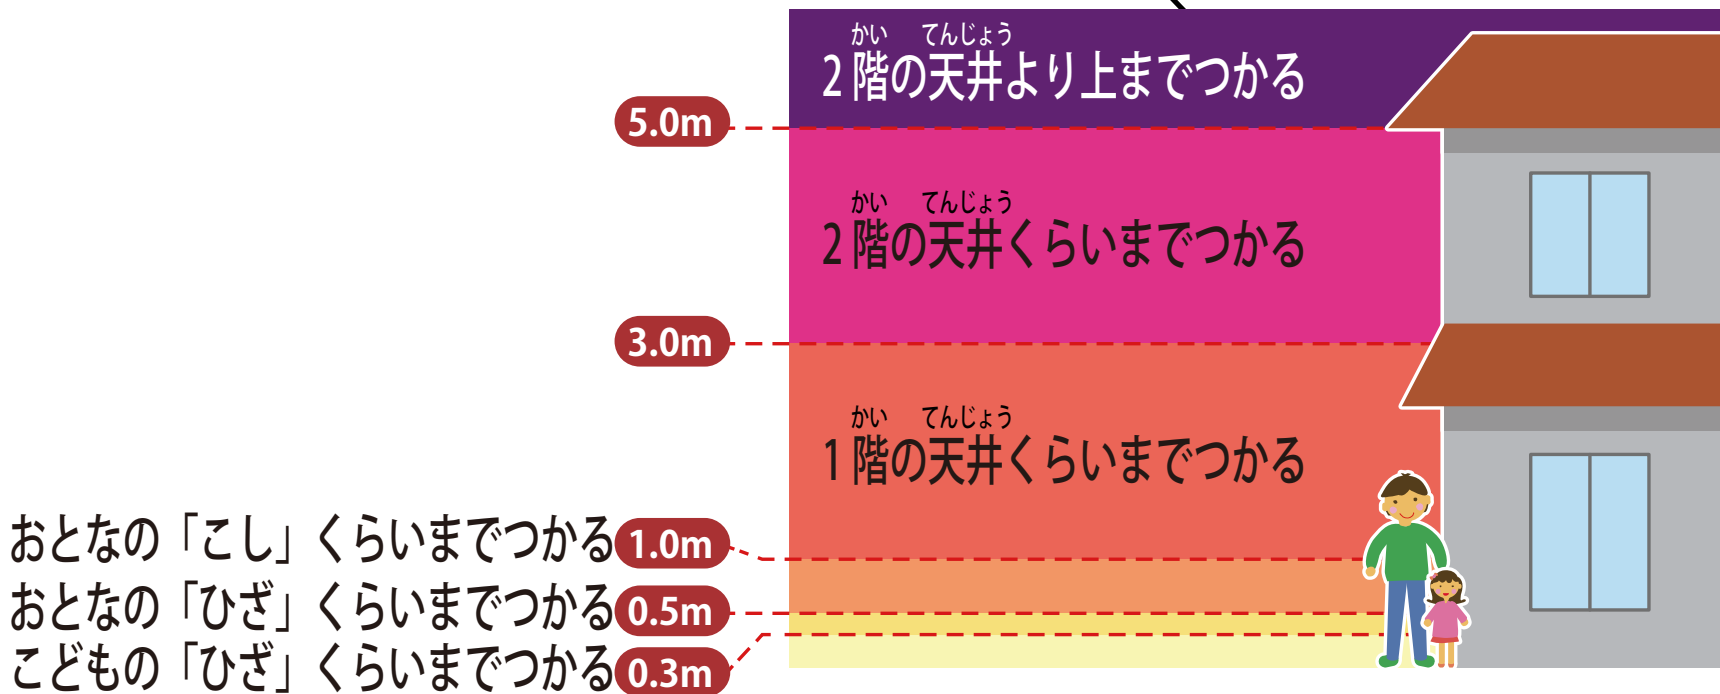 かい てんじょう
2階の天井より上までつかる
5.0m
かい てんじょう
2階の天井くらいまでつかる
3.0m
かい てんじょう
1階の天井くらいまでつかる
おとなの「こし」くらいまでつかる 1.0m
おとなの「ひざ」くらいまでつかる 0.5m
こどもの「ひざ」くらいまでつかる 0.3m